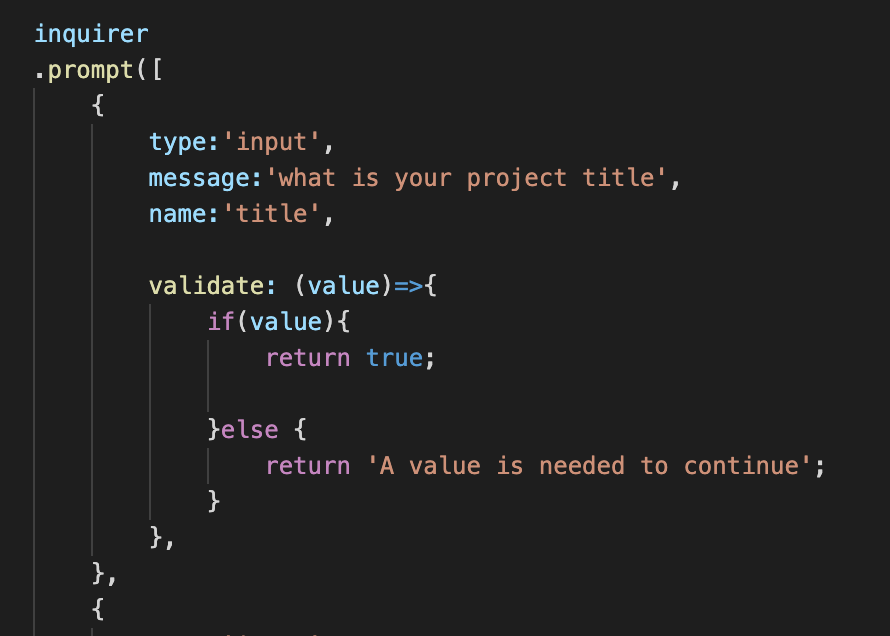 inquirer
.prompt([
{
type:'input',
message:'what is your project title',
name:'title',
validate: (value)=>{
if(value){
return true;
}else {
return 'A value is needed to continue';
}
},
},
{